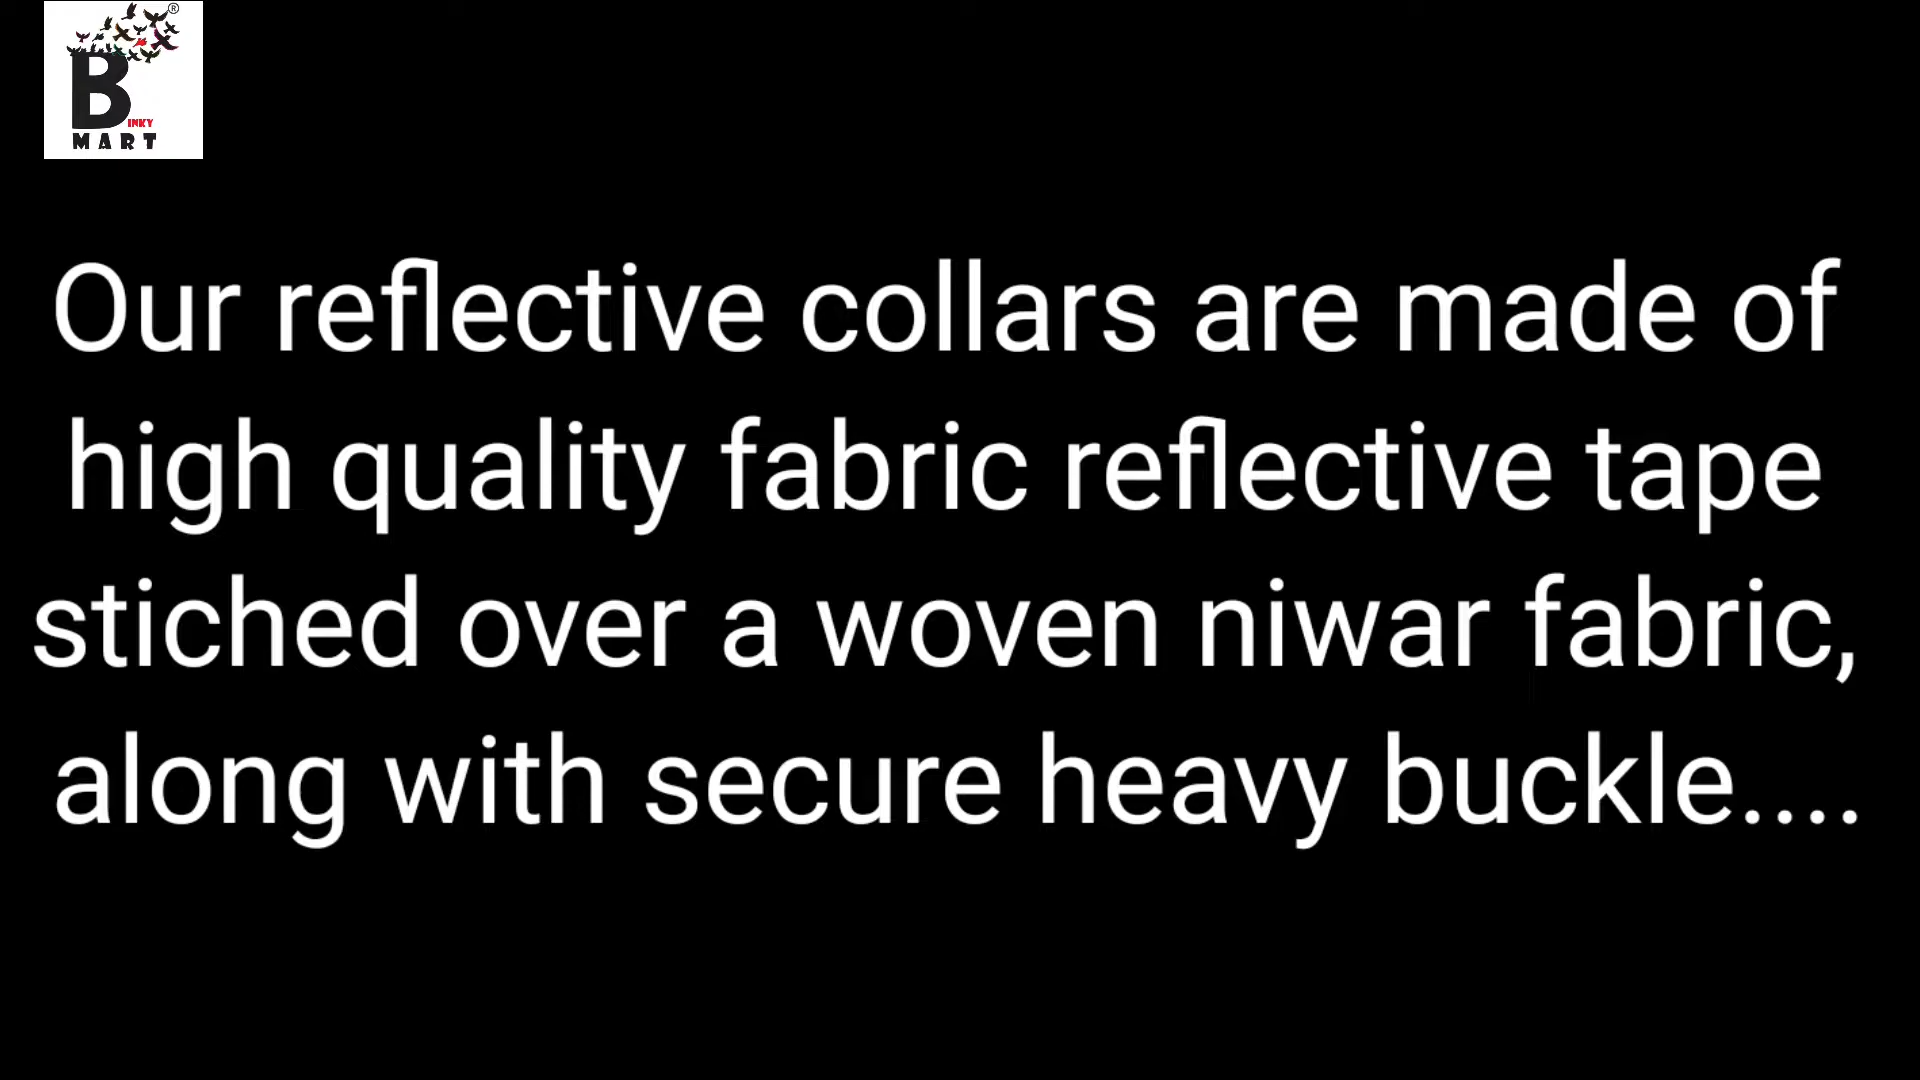 ®
B
INKY
MART
Our reflective collars are made of
high quality fabric reflective tape
stiched over a woven niwar fabric,
along with secure heavy buckle....